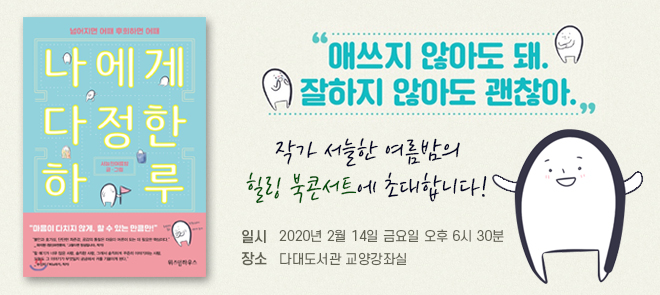 넘어지면 어때 후회하면 어때
나에게
다정한
하루
서늘한여름밤
글·그림
"마음이 다치지 않게, 할 수 있는 만큼만!"
위즈덤하우스
“애쓰지 않아도 돼.
잘하지 않아도 괜찮아.„
작가 서늘한 여름밤의
힐링 북콘서트에 초대합니다!
일시 2020년 2월 14일 금요일 오후 6시 30분
장소 다대도서관 교양강좌실